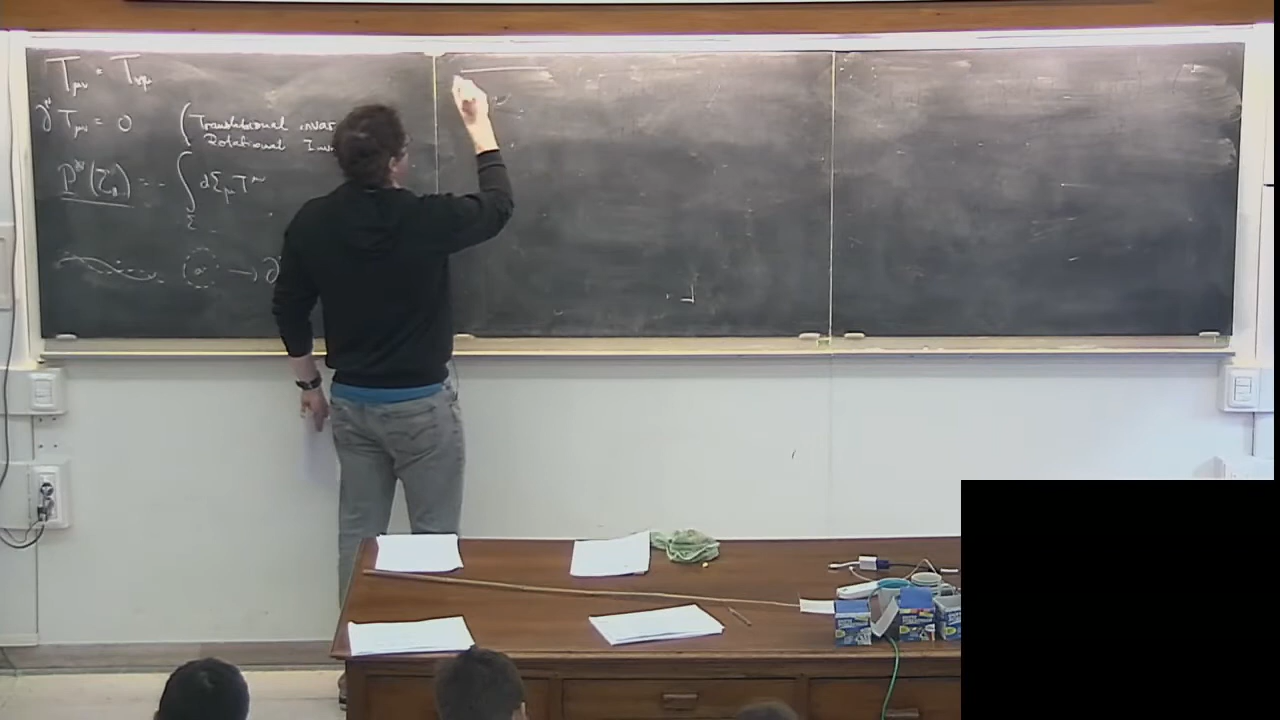 T_μν = T_νμ
∂^μ T_μν = 0 (Translational invar
Rotational Inv
P^ν(Σ) = - ∫_Σ dΣ_μ T^μν
→ ∂